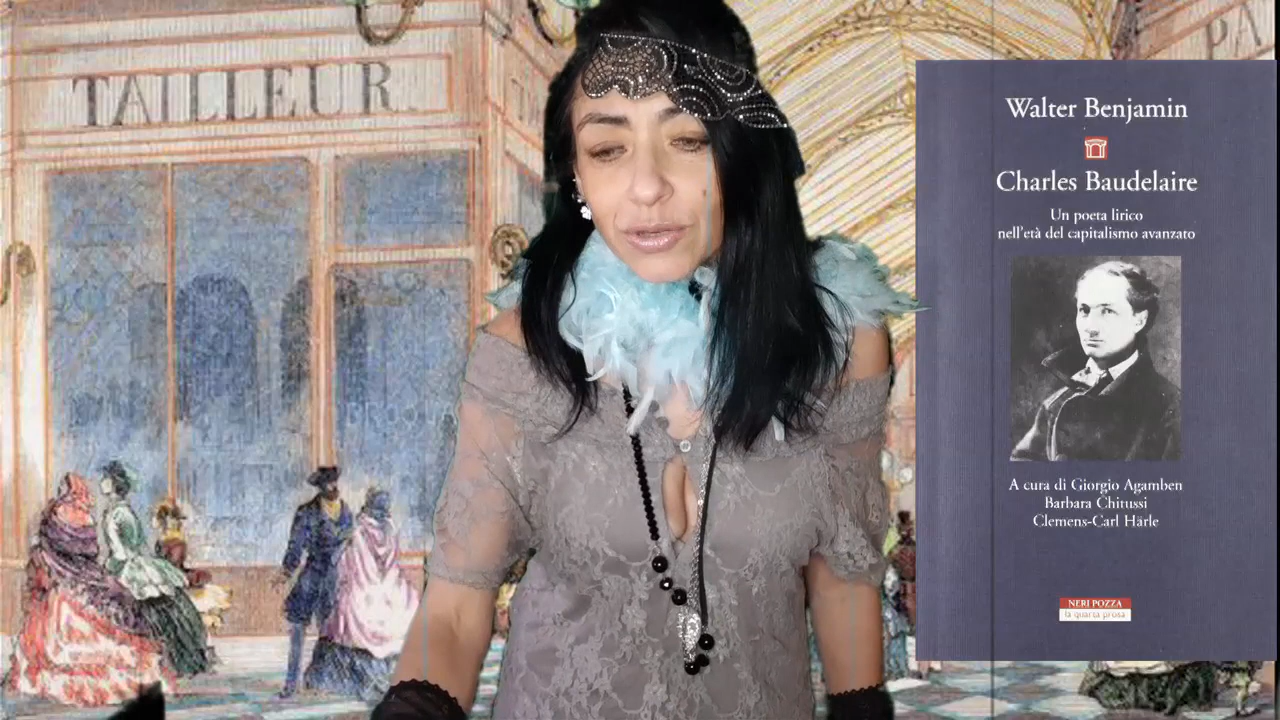 TAILLEUR
PA
Walter Benjamin
Charles Baudelaire
Un poeta lirico
nell'età del capitalismo avanzato
A cura di Giorgio Agamben
Barbara Chitussi
Clemens-Carl Härle
NERI POZZA
la quarta prosa